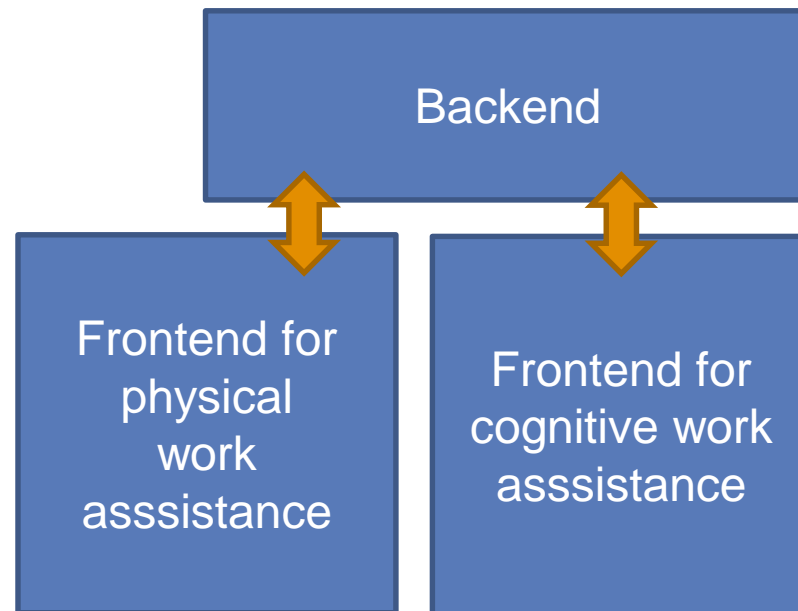 Backend
Frontend for
physical
work
asssistance
Frontend for
cognitive work
asssistance